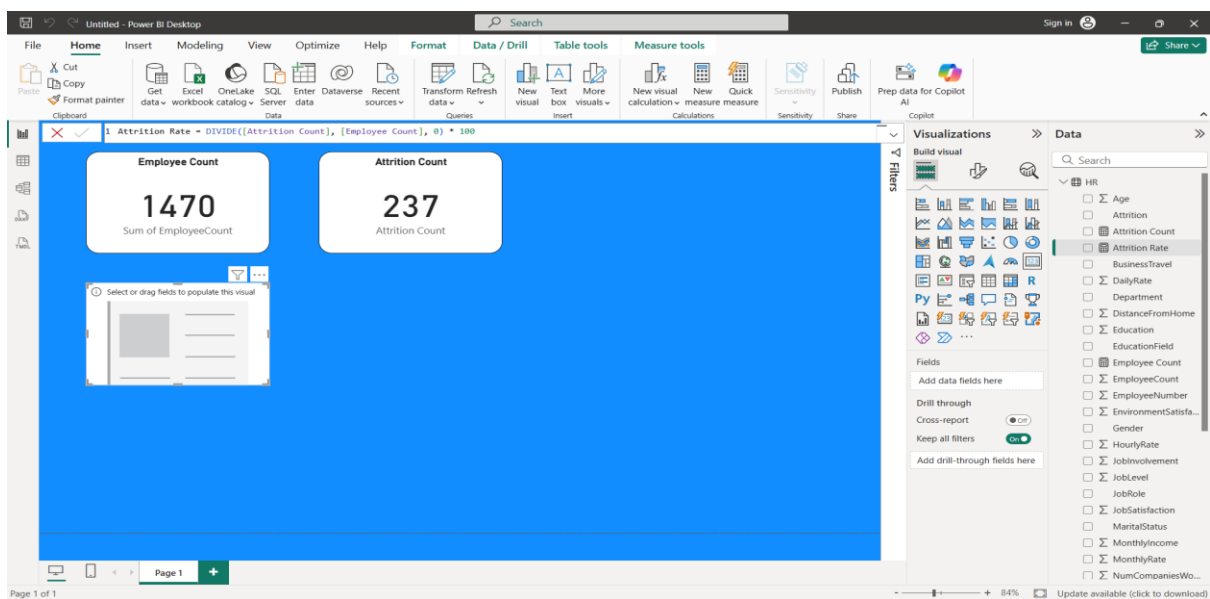 Untitled - Power BI Desktop
Search
Sign in
File Home Insert Modeling View Optimize Help Format Data / Drill Table tools Measure tools
Share
Paste
Cut
Copy
Format painter
Get data
Excel workbook
OneLake catalog
SQL Server
Enter data
Dataverse
Recent sources
Transform data
Refresh
New visual
Text box
More visuals
New visual calculation
New measure
Quick measure
Sensitivity
Publish
Prep data for AI
Copilot
Clipboard Data Queries Insert Calculations Sensitivity Share Copilot
1 Attrition Rate = DIVIDE([Attrition Count], [Employee Count], 0) * 100
Employee Count
1470
Sum of EmployeeCount
Attrition Count
237
Attrition Count
Select or drag fields to populate this visual
Filters
Visualizations
Build visual
123
R
Py
Fields
Add data fields here
Drill through
Cross-report
Off
Keep all filters
On
Add drill-through fields here
Data
Search
HR
Age
Attrition
Attrition Count
Attrition Rate
BusinessTravel
DailyRate
Department
DistanceFromHome
Education
EducationField
Employee Count
EmployeeCount
EmployeeNumber
EnvironmentSatisfa...
Gender
HourlyRate
JobInvolvement
JobLevel
JobRole
JobSatisfaction
MaritalStatus
MonthlyIncome
MonthlyRate
NumCompaniesWo...
Page 1
Page 1 of 1
84%
Update available (click to download)